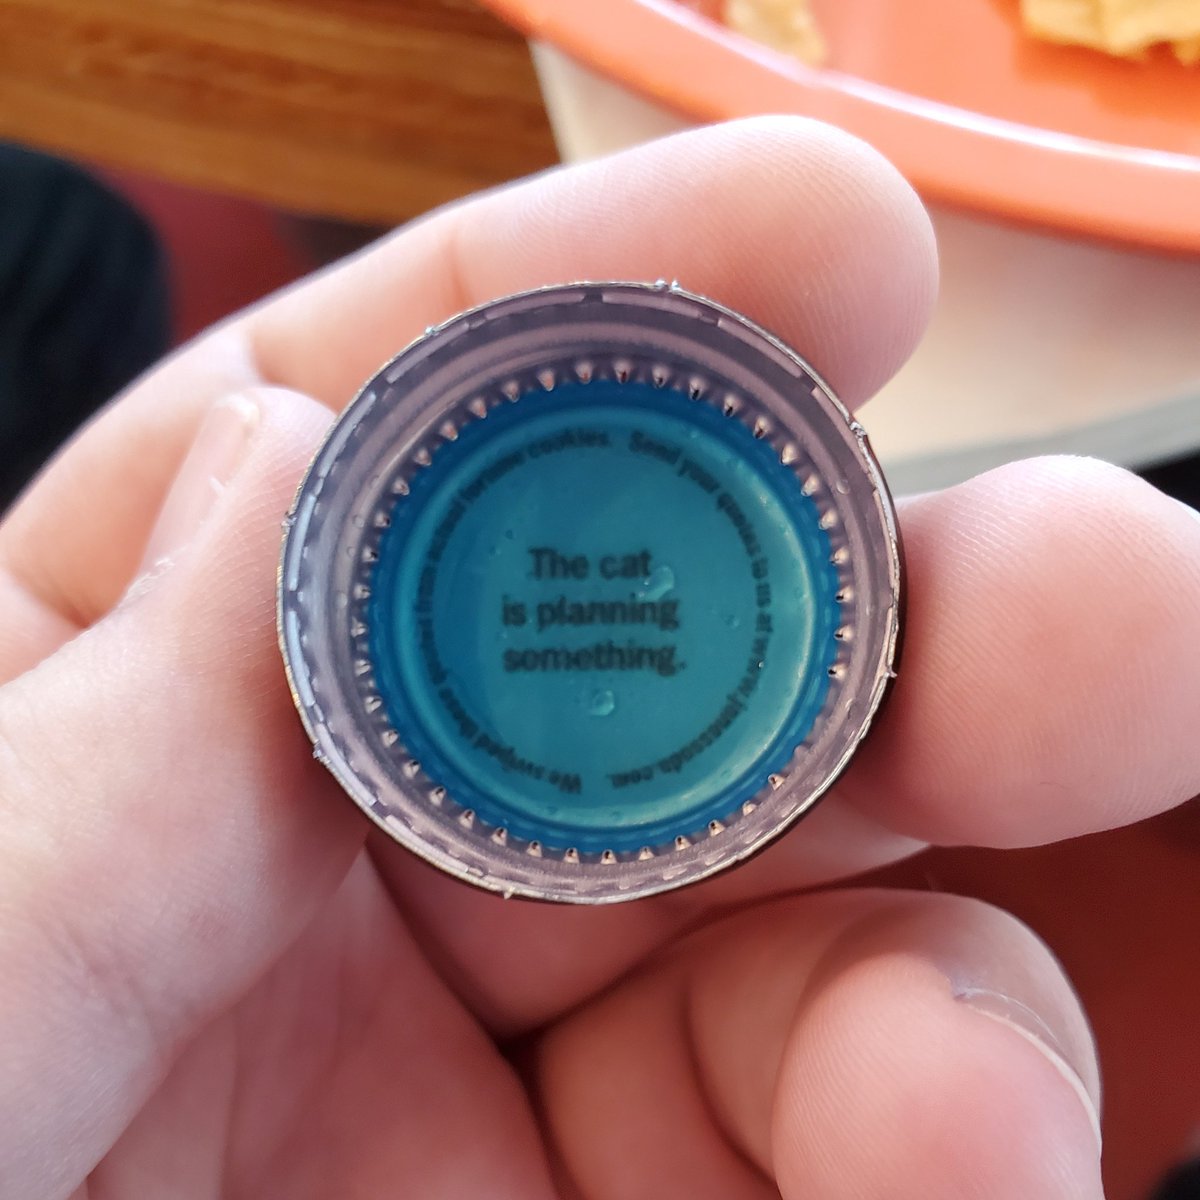 The cat
is planning
something.
We swiped these quotes from actual fortune cookies. Send your quotes to us at www.myjonessoda.com.